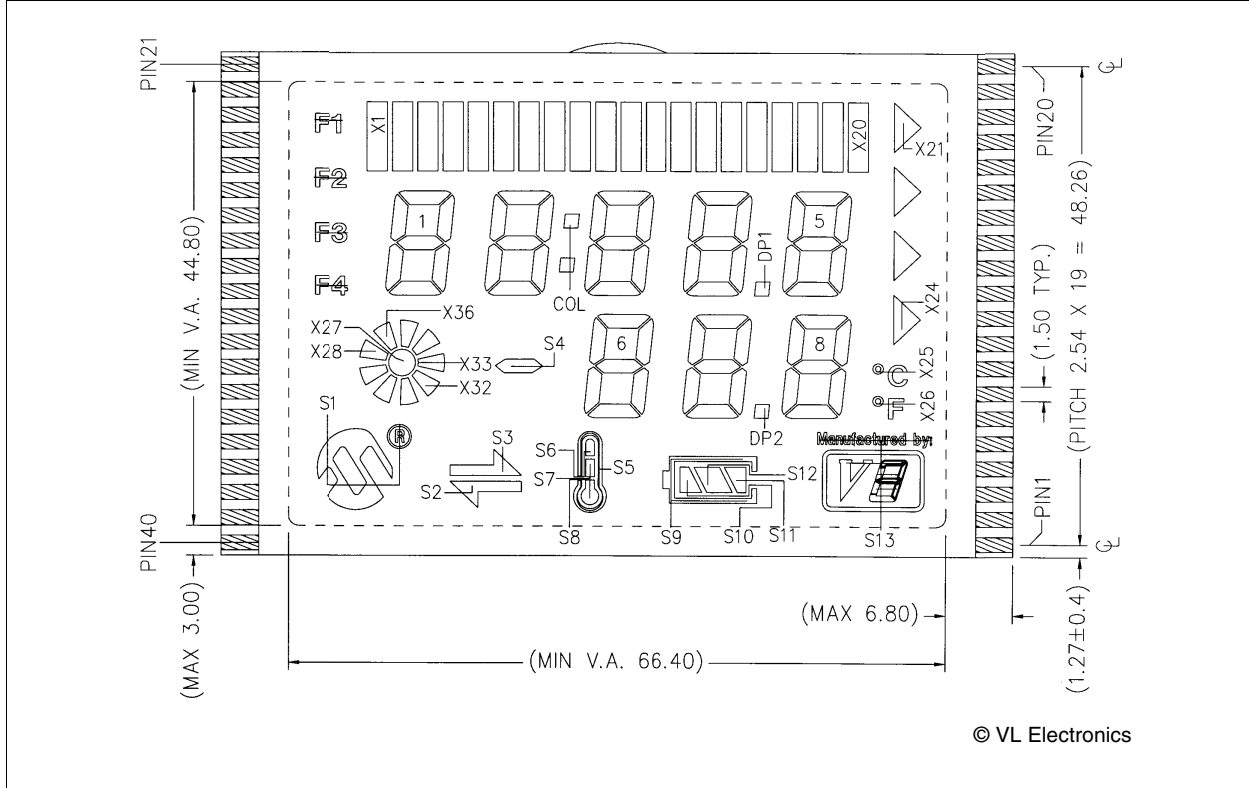 PIN21
PIN20
F1
X1
X20
X21
F2
F3
F4
1
5
COL
DP1
X24
X36
X27
X28
X33
X32
S4
6
8
DP2
C
X25
F
X26
S1
®
S3
S2
S6
S7
S5
S8
S12
S9
S10
S11
Manufactured by:
S13
PIN40
PIN1
(MIN V.A. 44.80)
(MAX 3.00)
(MIN V.A. 66.40)
(MAX 6.80)
(1.50 TYP.)
(PITCH 2.54 X 19 = 48.26)
(1.27±0.4)
© VL Electronics